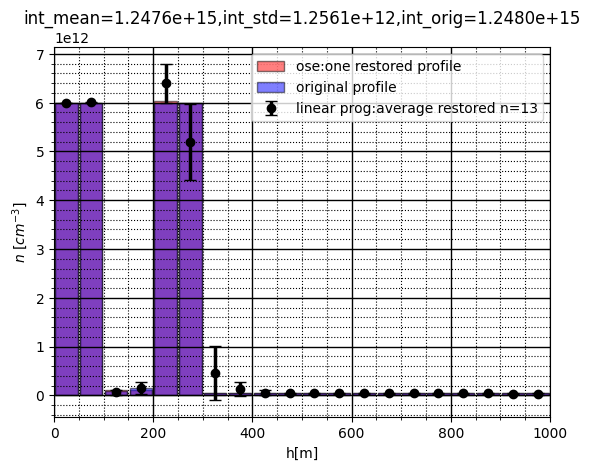 int_mean=1.2476e+15,int_std=1.2561e+12,int_orig=1.2480e+15
1e12
ose:one restored profile
original profile
linear prog:average restored n=13
7
6
5
4
3
2
1
0
n [cm⁻³]
0 200 400 600 800 1000
h[m]